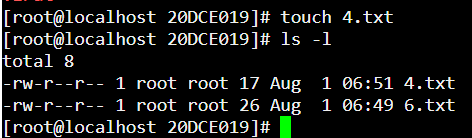 [root@localhost 20DCE019]# touch 4.txt
[root@localhost 20DCE019]# ls -l
total 8
-rw-r--r-- 1 root root 17 Aug  1 06:51 4.txt
-rw-r--r-- 1 root root 26 Aug  1 06:49 6.txt
[root@localhost 20DCE019]#